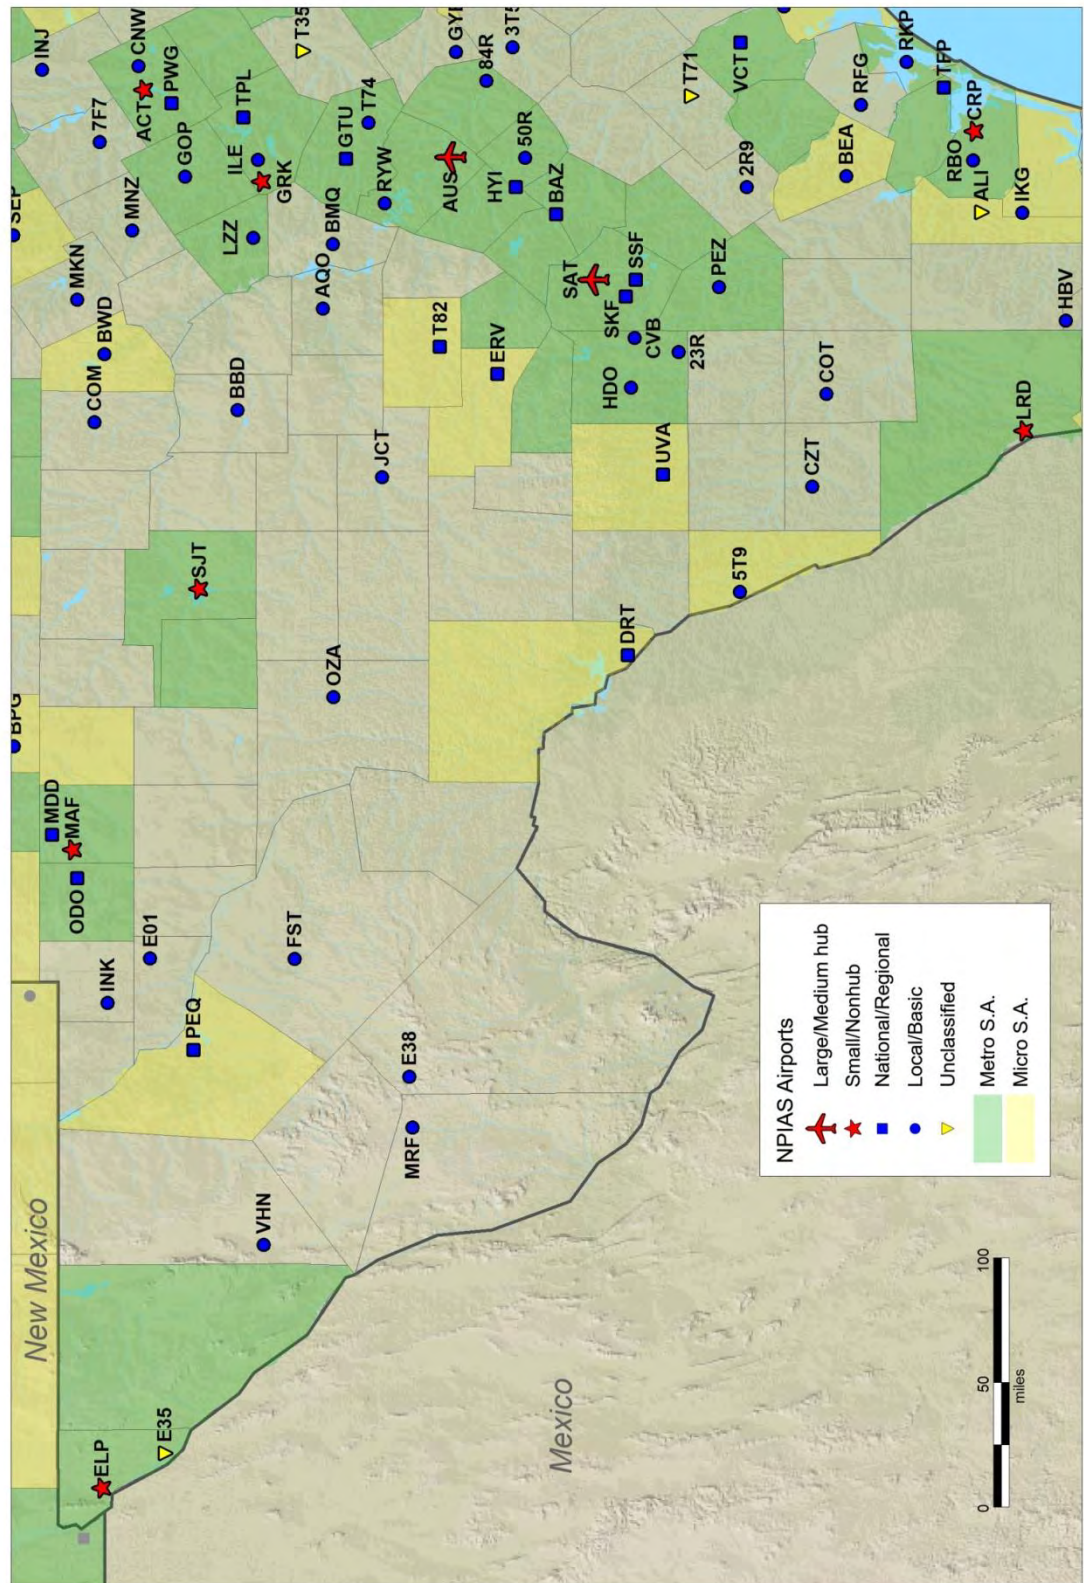 BPG
SEP
New Mexico
INJ
MDD
MAF
ODO
MKN
COM
ELP
7F7
BWD
INK
MNZ
CNW
ACT
E01
E35
PWG
GOP
PEQ
SJT
LZZ
ILE
BBD
TPL
VHN
GRK
FST
T35
AQO
BMQ
OZA
GTU
T74
JCT
RYW
E38
MRF
T82
AUS
84R
HYI
ERV
3T5
50R
BAZ
Mexico
SAT
SKF
HDO
DRT
SSF
CVB
UVA
23R
T71
PEZ
5T9
VCT
2R9
CZT
COT
BEA
RFG
RKP
TFP
RBO
CRP
ALI
IKG
LRD
HBV
NPIAS Airports
Large/Medium hub
Small/Nonhub
National/Regional
Local/Basic
Unclassified
Metro S.A.
Micro S.A.
0 50 100
miles